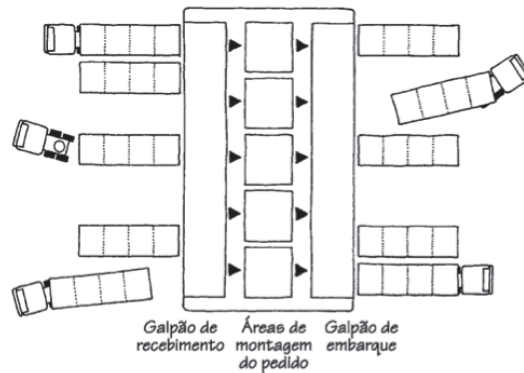 Galpão de
recebimento
Áreas de
montagem
do pedido
Galpão de
embarque